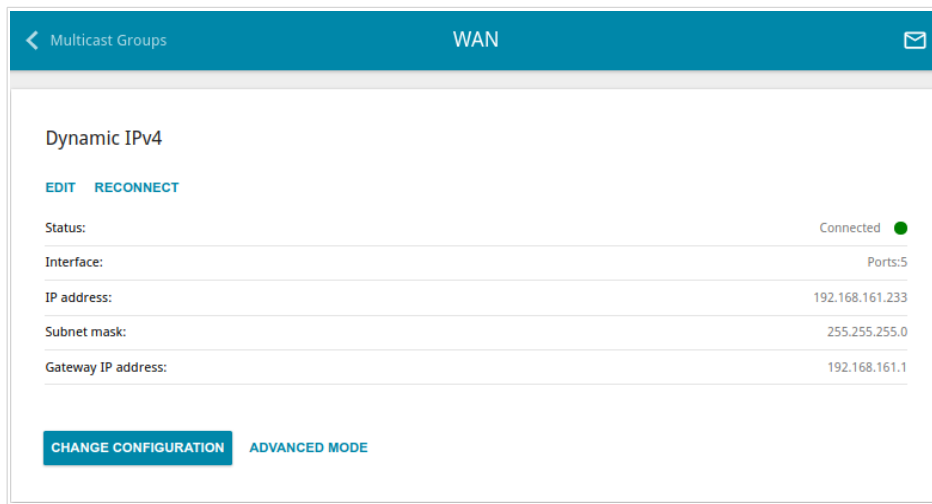 Multicast Groups WAN
Dynamic IPv4
EDIT RECONNECT
Status: Connected
Interface: Ports:5
IP address: 192.168.161.233
Subnet mask: 255.255.255.0
Gateway IP address: 192.168.161.1
CHANGE CONFIGURATION ADVANCED MODE